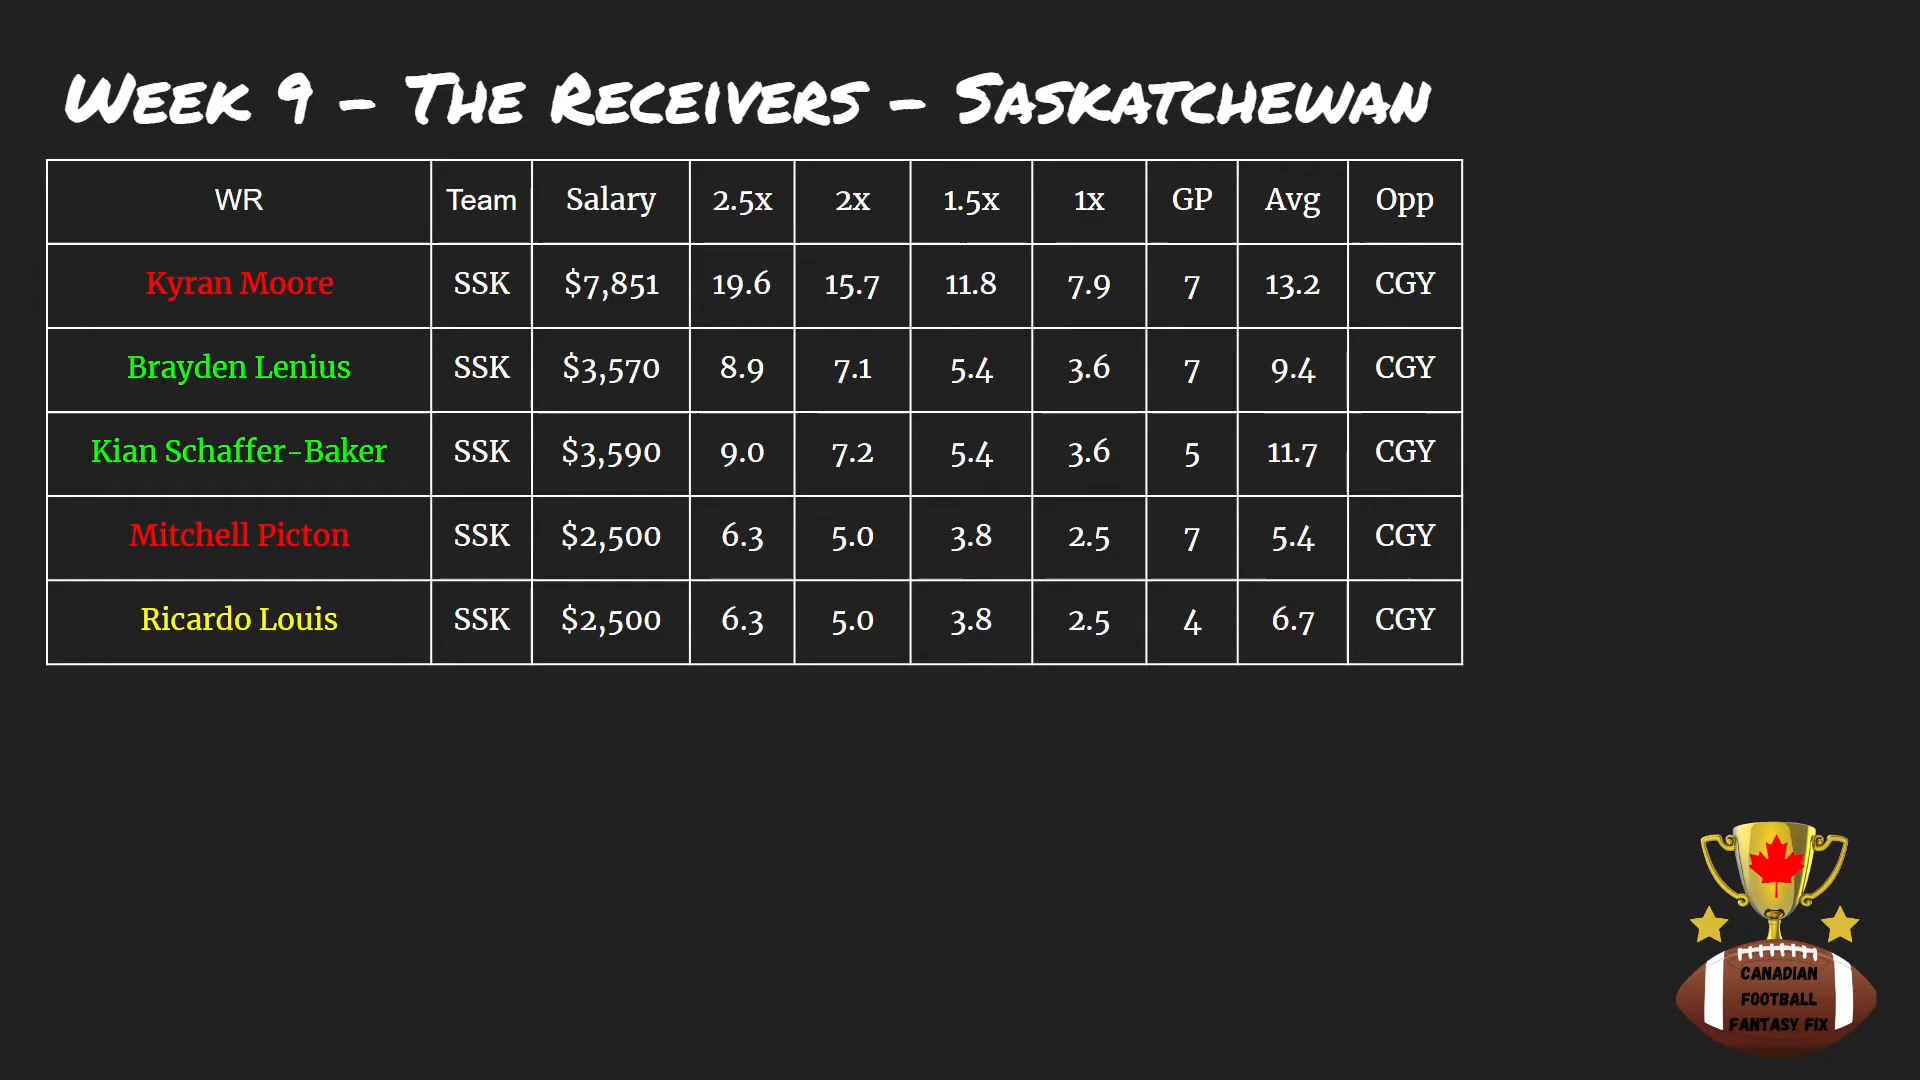 Week 9 - The Receivers - Saskatchewan
WR Team Salary 2.5x 2x 1.5x 1x GP Avg Opp
Kyran Moore SSK $7,851 19.6 15.7 11.8 7.9 7 13.2 CGY
Brayden Lenius SSK $3,570 8.9 7.1 5.4 3.6 7 9.4 CGY
Kian Schaffer-Baker SSK $3,590 9.0 7.2 5.4 3.6 5 11.7 CGY
Mitchell Picton SSK $2,500 6.3 5.0 3.8 2.5 7 5.4 CGY
Ricardo Louis SSK $2,500 6.3 5.0 3.8 2.5 4 6.7 CGY
CANADIAN
FOOTBALL
FANTASY FIX